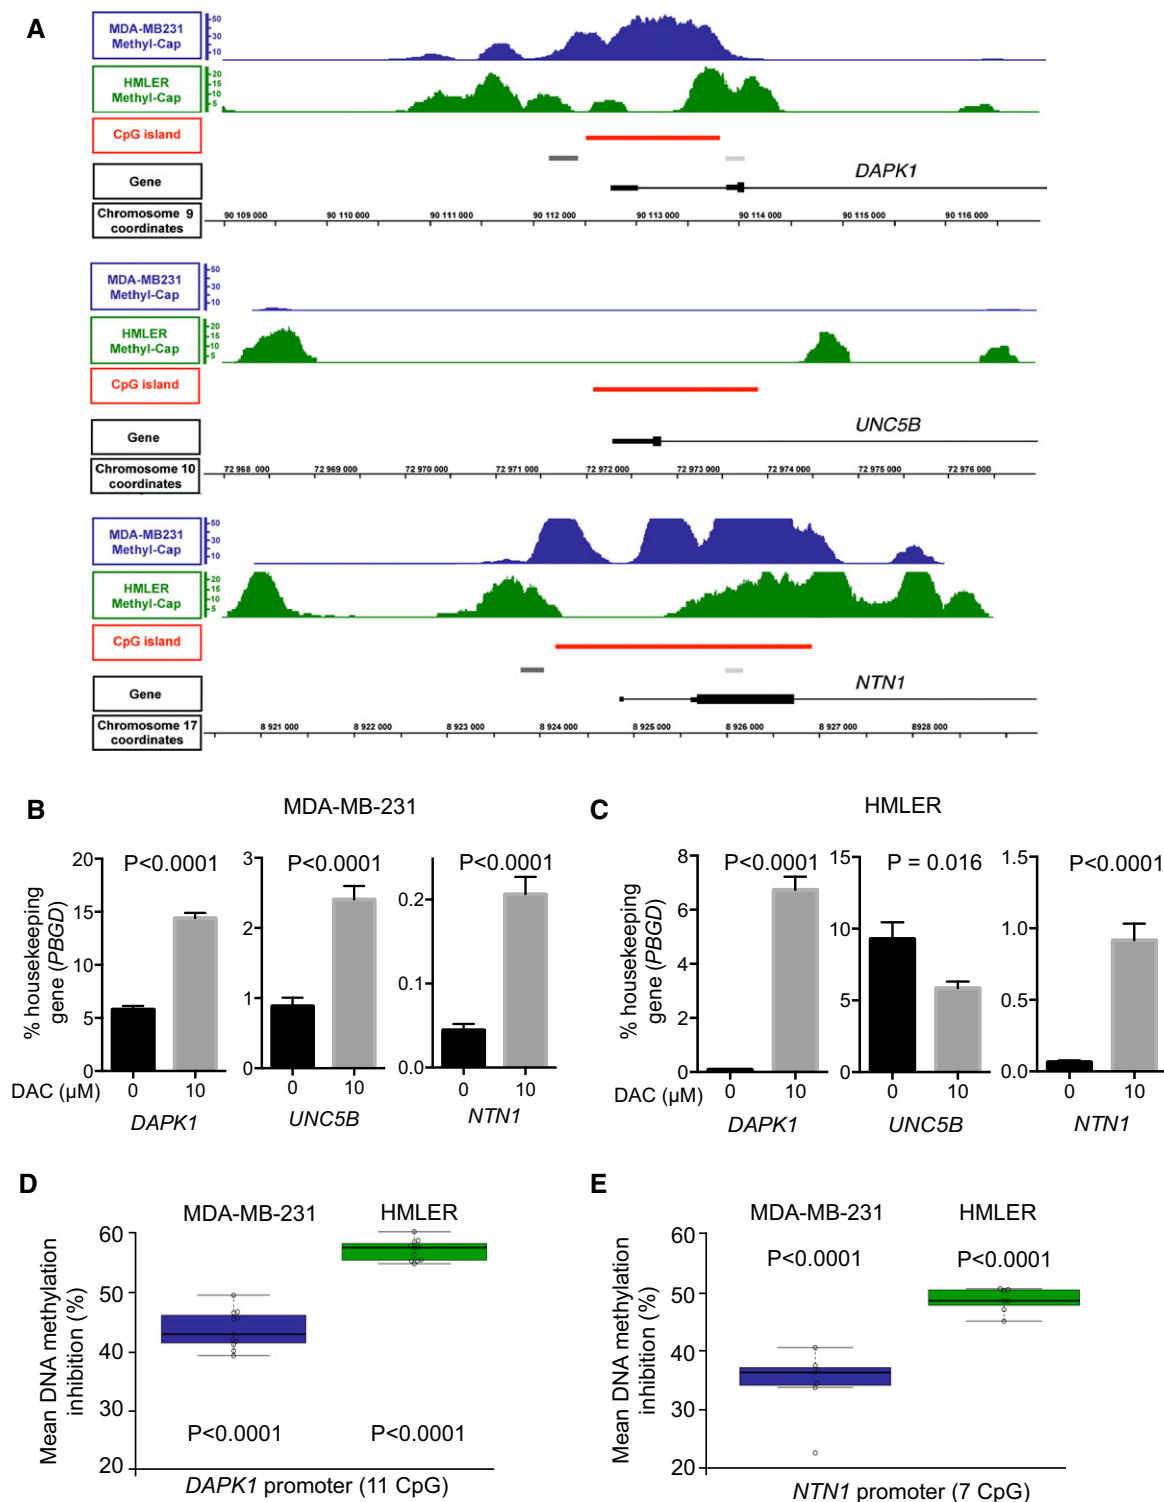 A
MDA-MB231
Methyl-Cap
50
30
10
HMLER
Methyl-Cap
20
15
10
5
CpG island
Gene
DAPK1
Chromosome 9
coordinates
90 109 000 90 110 000 90 111 000 90 112 000 90 113 000 90 114 000 90 115 000 90 116 000
MDA-MB231
Methyl-Cap
50
30
10
HMLER
Methyl-Cap
20
15
10
5
CpG island
Gene
UNC5B
Chromosome 10
coordinates
72 968 000 72 969 000 72 970 000 72 971 000 72 972 000 72 973 000 72 974 000 72 975 000 72 976 000
MDA-MB231
Methyl-Cap
50
30
10
HMLER
Methyl-Cap
20
15
10
5
CpG island
Gene
NTN1
Chromosome 17
coordinates
8 921 000 8 922 000 8 923 000 8 924 000 8 925 000 8 926 000 8 927 000 8928 000
B
MDA-MB-231
% housekeeping
gene (PBGD)
20
15
10
5
0
P<0.0001
3
2
1
0
P<0.0001
0.2
0.1
0.0
P<0.0001
DAC (µM) 0 10 0 10 0 10
DAPK1 UNC5B NTN1
C
HMLER
% housekeeping
gene (PBGD)
8
6
4
2
0
P<0.0001
15
10
5
0
P = 0.016
1.5
1.0
0.5
0.0
P<0.0001
DAC (µM) 0 10 0 10 0 10
DAPK1 UNC5B NTN1
D
MDA-MB-231 HMLER
Mean DNA methylation
inhibition (%)
60
50
40
30
20
P<0.0001 P<0.0001
DAPK1 promoter (11 CpG)
E
MDA-MB-231 HMLER
P<0.0001 P<0.0001
Mean DNA methylation
inhibition (%)
60
50
40
30
20
NTN1 promoter (7 CpG)